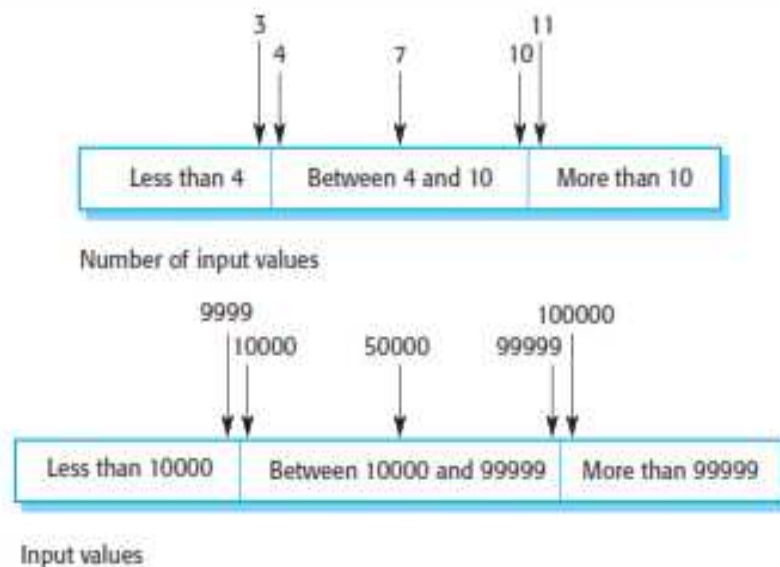 3
11
4
7
10
Less than 4
Between 4 and 10
More than 10
Number of input values
9999
100000
10000
50000
99999
Less than 10000
Between 10000 and 99999
More than 99999
Input values